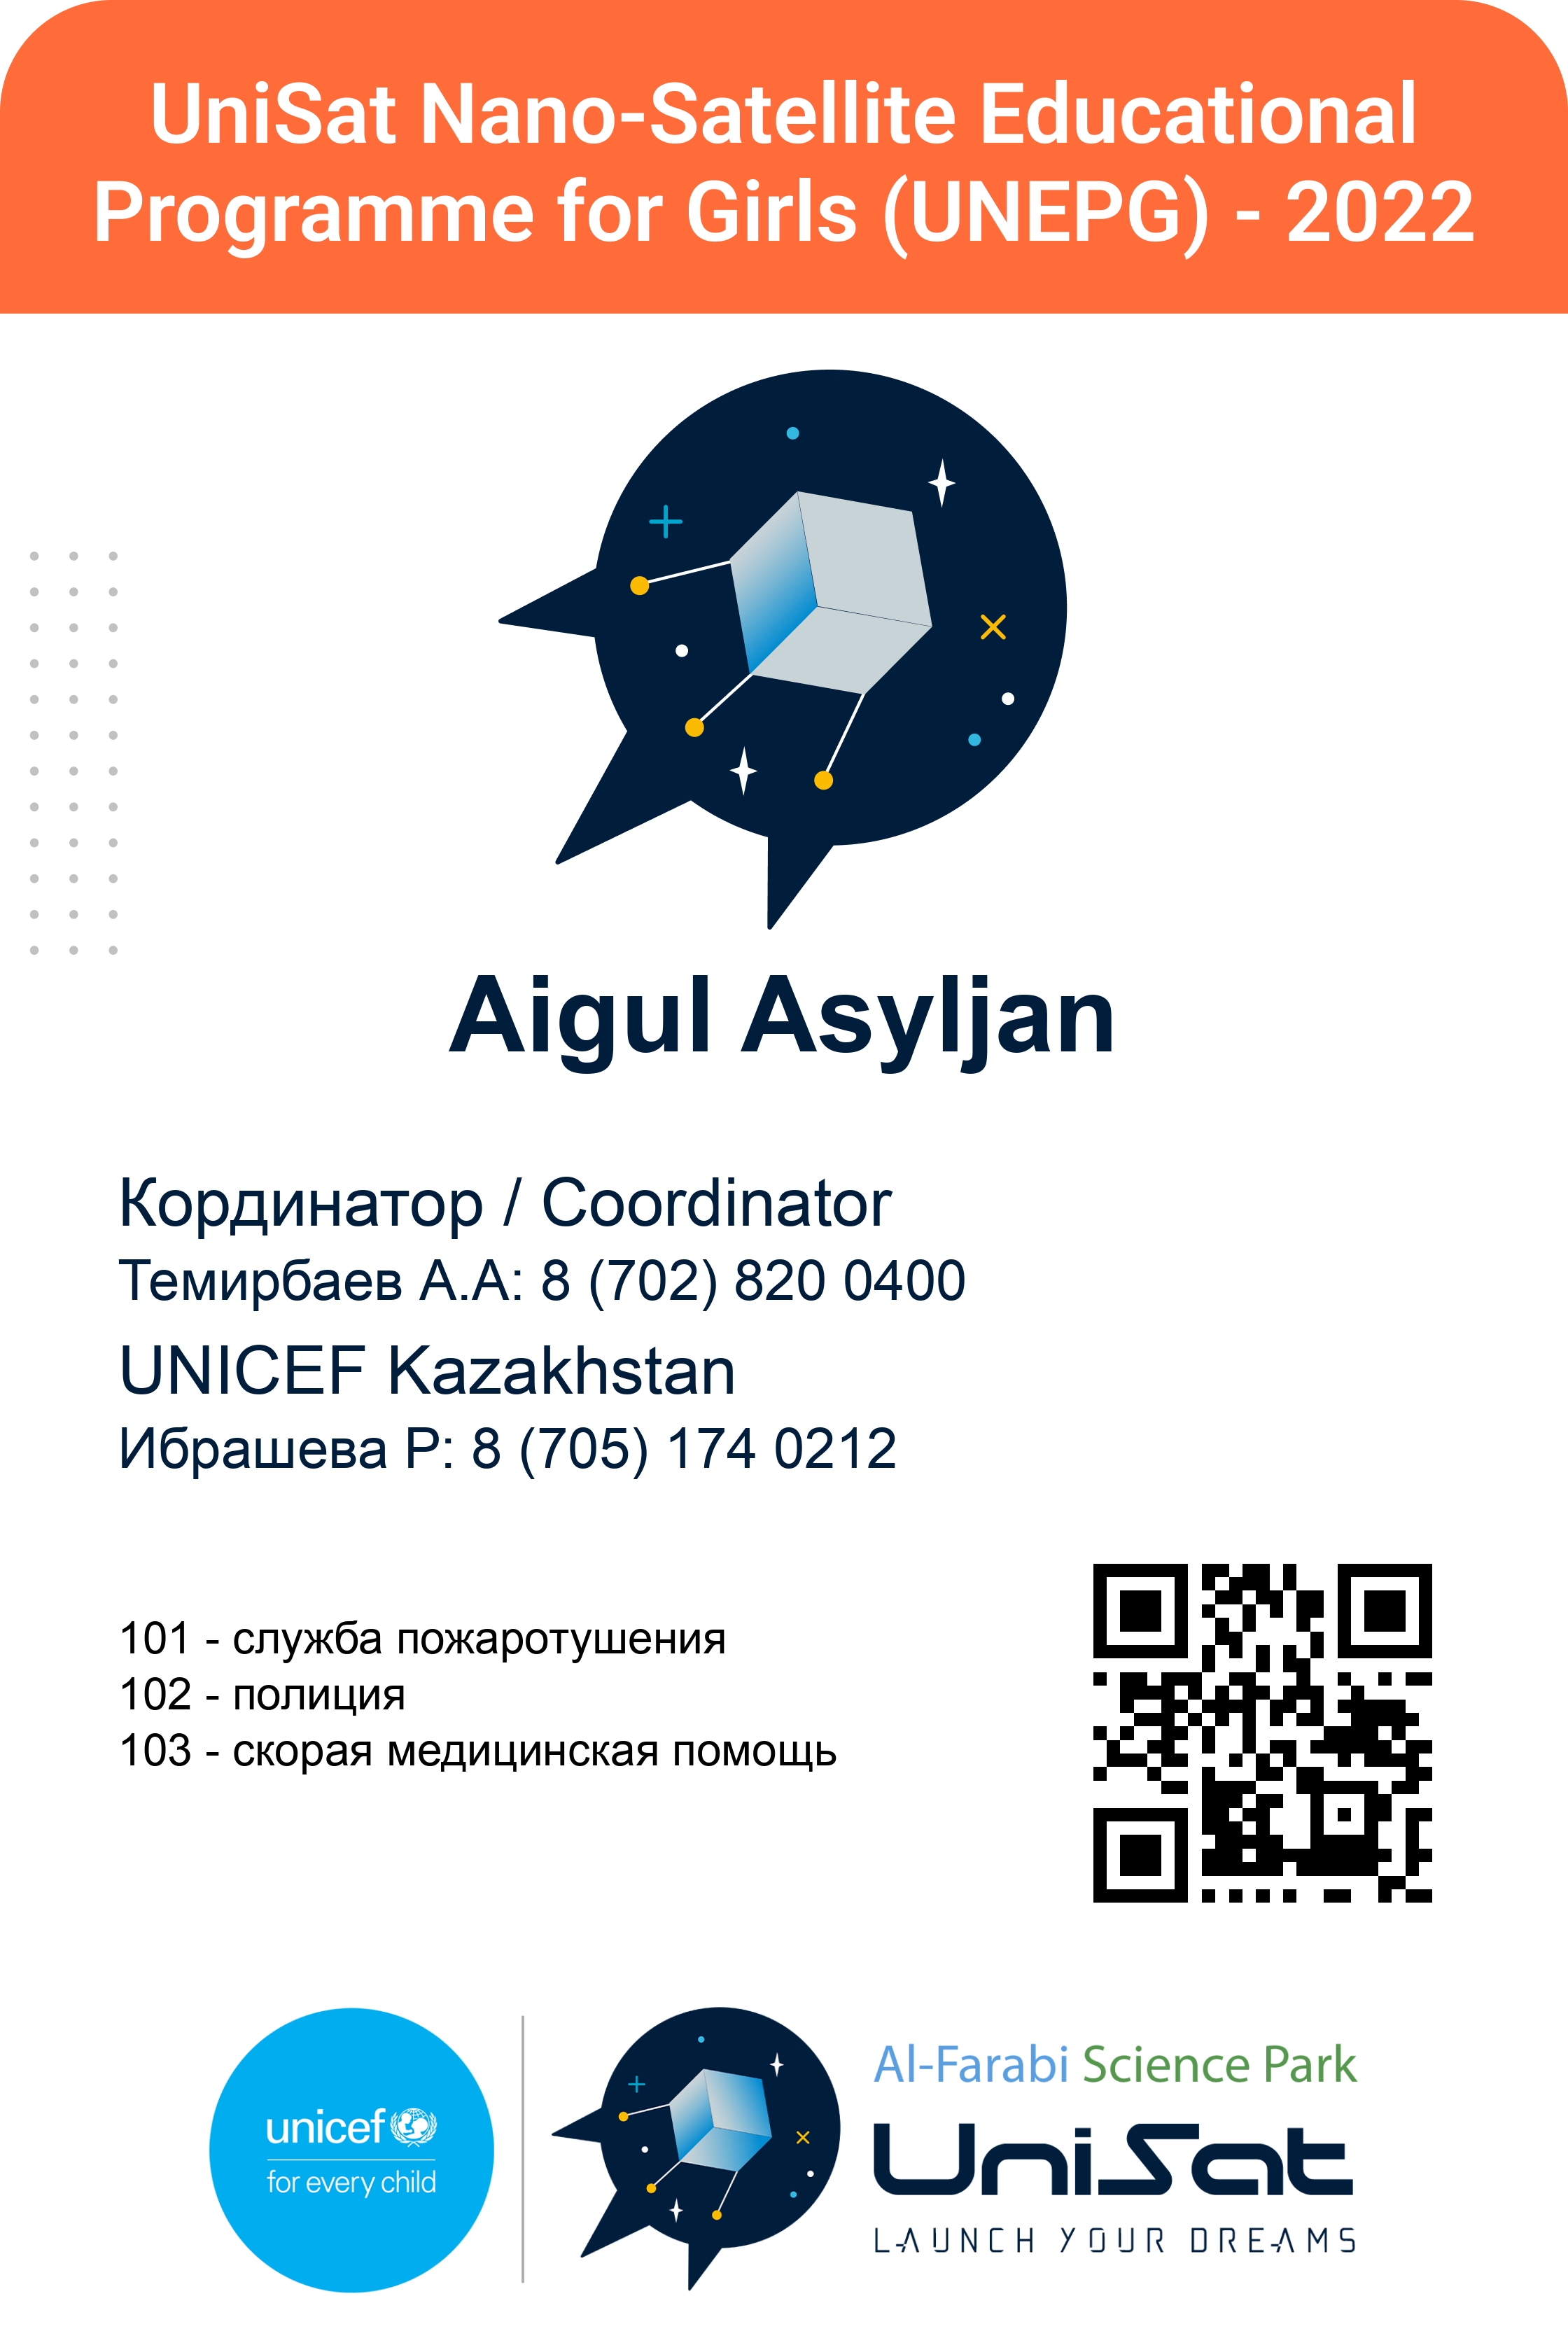 UniSat Nano-Satellite Educational
Programme for Girls (UNEPG) - 2022
Aigul Asyljan
Кординатор / Coordinator
Темирбаев А.А: 8 (702) 820 0400
UNICEF Kazakhstan
Ибрашева Р: 8 (705) 174 0212
101 - служба пожаротушения
102 - полиция
103 - скорая медицинская помощь
unicef
for every child
Al-Farabi Science Park
UniSat
LAUNCH YOUR DREAMS